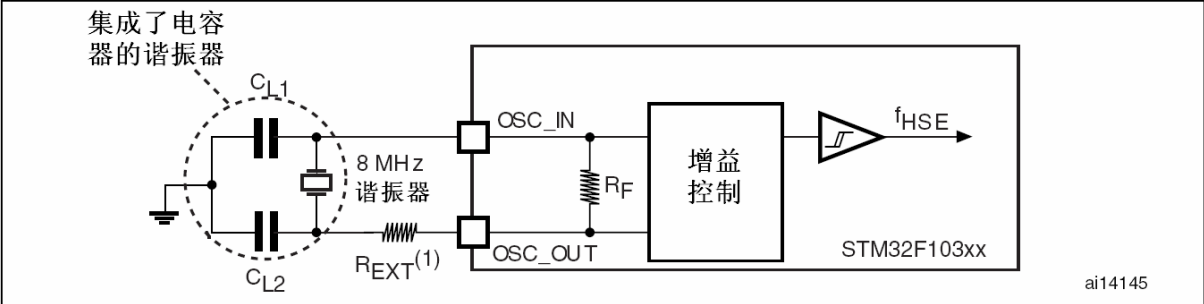 集成了电容
器的谐振器
CL1
OSC_IN
fHSE
8 MHz
谐振器
RF
增益
控制
REXT(1)
OSC_OUT
STM32F103xx
CL2
ai14145